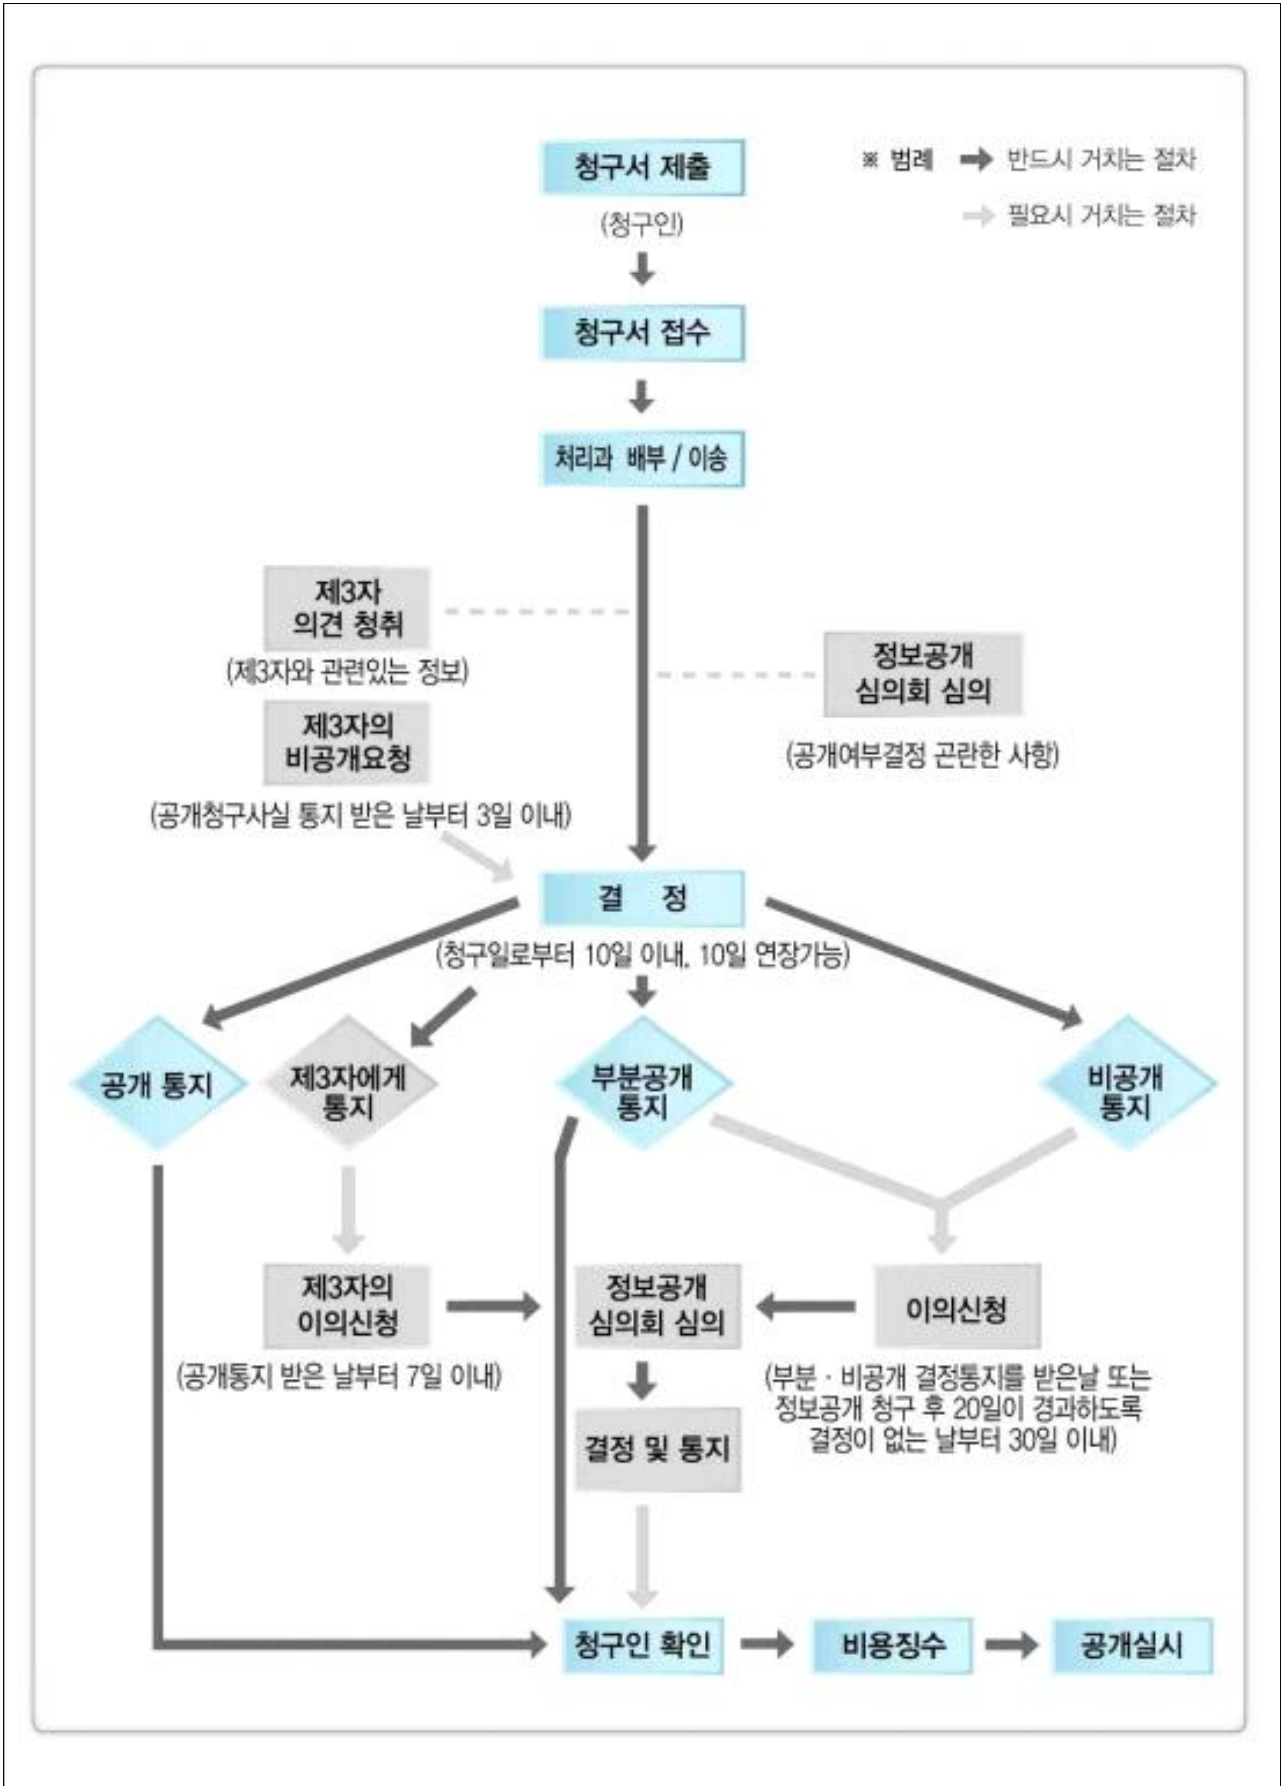 청구서 제출
(청구인)
※ 범례 ➡ 반드시 거치는 절차
➡ 필요시 거치는 절차
청구서 접수
처리과 배부 / 이송
제3자
의견 청취
(제3자와 관련있는 정보)
정보공개
심의회 심의
(공개여부결정 곤란한 사항)
제3자의
비공개요청
(공개청구사실 통지 받은 날부터 3일 이내)
결 정
(청구일로부터 10일 이내, 10일 연장가능)
공개 통지
제3자에게
통지
부분공개
통지
비공개
통지
제3자의
이의신청
(공개통지 받은 날부터 7일 이내)
정보공개
심의회 심의
이의신청
(부분 · 비공개 결정통지를 받은날 또는
정보공개 청구 후 20일이 경과하도록
결정이 없는 날부터 30일 이내)
결정 및 통지
청구인 확인
비용징수
공개실시